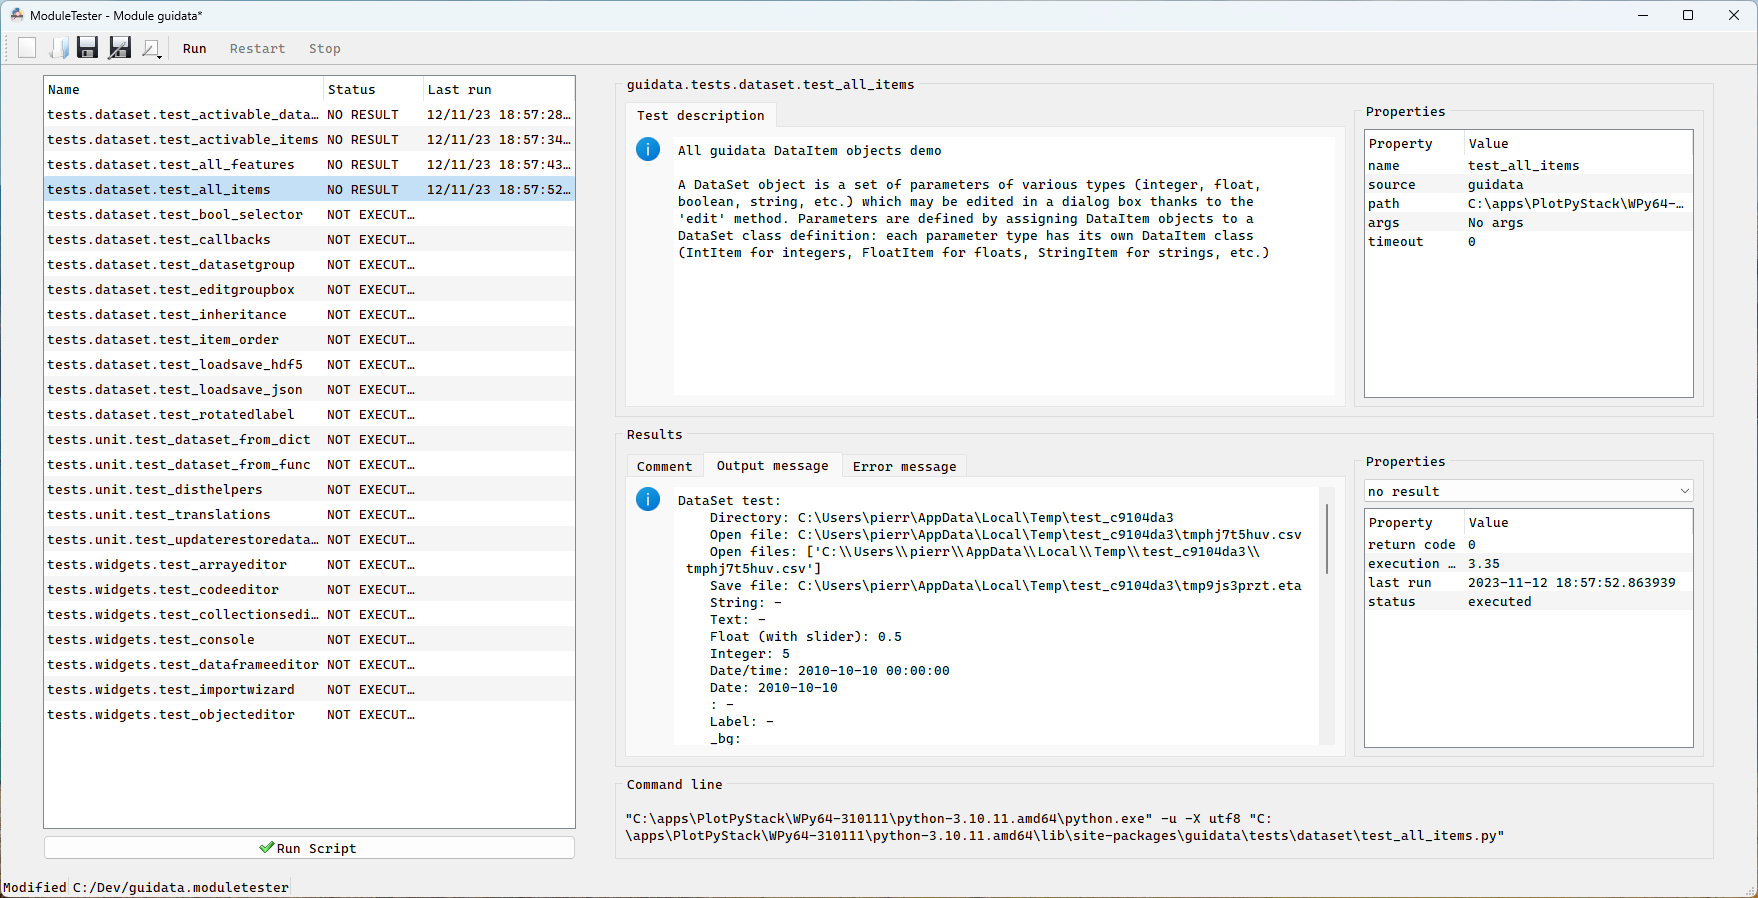 ModuleTester - Module guidata*
Run Restart Stop
Name Status Last run
tests.dataset.test_activable_data… NO RESULT 12/11/23 18:57:28…
tests.dataset.test_activable_items NO RESULT 12/11/23 18:57:34…
tests.dataset.test_all_features NO RESULT 12/11/23 18:57:43…
tests.dataset.test_all_items NO RESULT 12/11/23 18:57:52…
tests.dataset.test_bool_selector NOT EXECUT…
tests.dataset.test_callbacks NOT EXECUT…
tests.dataset.test_datasetgroup NOT EXECUT…
tests.dataset.test_editgroupbox NOT EXECUT…
tests.dataset.test_inheritance NOT EXECUT…
tests.dataset.test_item_order NOT EXECUT…
tests.dataset.test_loadsave_hdf5 NOT EXECUT…
tests.dataset.test_loadsave_json NOT EXECUT…
tests.dataset.test_rotatedlabel NOT EXECUT…
tests.unit.test_dataset_from_dict NOT EXECUT…
tests.unit.test_dataset_from_func NOT EXECUT…
tests.unit.test_disthelpers NOT EXECUT…
tests.unit.test_translations NOT EXECUT…
tests.unit.test_updaterestoredata… NOT EXECUT…
tests.widgets.test_arrayeditor NOT EXECUT…
tests.widgets.test_codeeditor NOT EXECUT…
tests.widgets.test_collectionsedi… NOT EXECUT…
tests.widgets.test_console NOT EXECUT…
tests.widgets.test_dataframeeditor NOT EXECUT…
tests.widgets.test_importwizard NOT EXECUT…
tests.widgets.test_objecteditor NOT EXECUT…
Run Script
guidata.tests.dataset.test_all_items
Test description
All guidata DataItem objects demo
A DataSet object is a set of parameters of various types (integer, float,
boolean, string, etc.) which may be edited in a dialog box thanks to the
'edit' method. Parameters are defined by assigning DataItem objects to a
DataSet class definition: each parameter type has its own DataItem class
(IntItem for integers, FloatItem for floats, StringItem for strings, etc.)
Properties
Property Value
name test_all_items
source guidata
path C:\apps\PlotPyStack\WPy64-…
args No args
timeout 0
Results
Comment Output message Error message
DataSet test:
Directory: C:\Users\pierr\AppData\Local\Temp\test_c9104da3
Open file: C:\Users\pierr\AppData\Local\Temp\test_c9104da3\tmphj7t5huv.csv
Open files: ['C:\\Users\\pierr\\AppData\\Local\\Temp\\test_c9104da3\\
tmphj7t5huv.csv']
Save file: C:\Users\pierr\AppData\Local\Temp\test_c9104da3\tmp9js3przt.eta
String: -
Text: -
Float (with slider): 0.5
Integer: 5
Date/time: 2010-10-10 00:00:00
Date: 2010-10-10
: -
Label: -
_bg:
Properties
no result
Property Value
return code 0
execution … 3.35
last run 2023-11-12 18:57:52.863939
status executed
Command line
"C:\apps\PlotPyStack\WPy64-310111\python-3.10.11.amd64\python.exe" -u -X utf8 "C:
\apps\PlotPyStack\WPy64-310111\python-3.10.11.amd64\lib\site-packages\guidata\tests\dataset\test_all_items.py"
Modified C:/Dev/guidata.moduletester